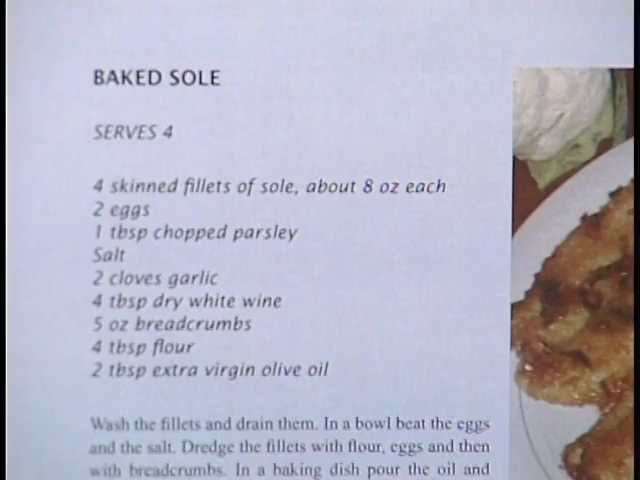 BAKED SOLE
SERVES 4
4 skinned fillets of sole, about 8 oz each
2 eggs
1 tbsp chopped parsley
Salt
2 cloves garlic
4 tbsp dry white wine
5 oz breadcrumbs
4 tbsp flour
2 tbsp extra virgin olive oil
Wash the fillets and drain them. In a bowl beat the eggs
and the salt. Dredge the fillets with flour, eggs and then
with breadcrumbs. In a baking dish pour the oil and